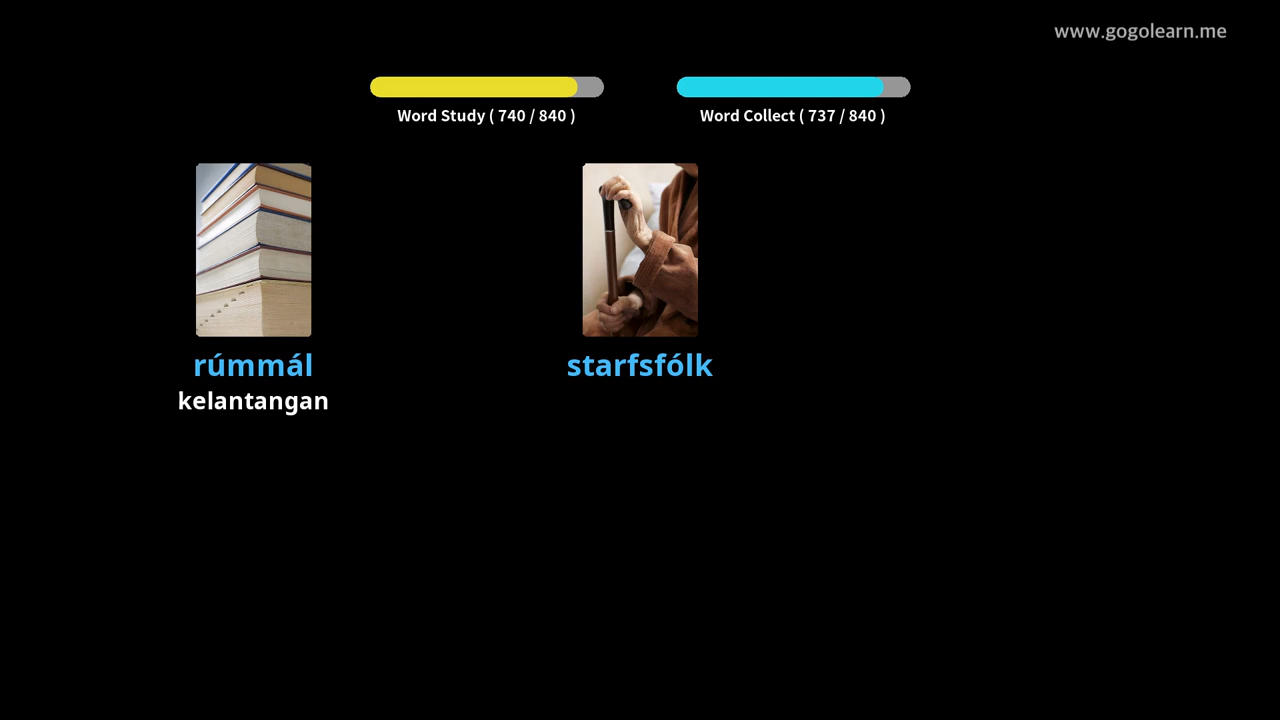 www.gogolearn.me
Word Study ( 740 / 840 )
Word Collect ( 737 / 840 )
rúmmál
starfsfólk
kelantangan